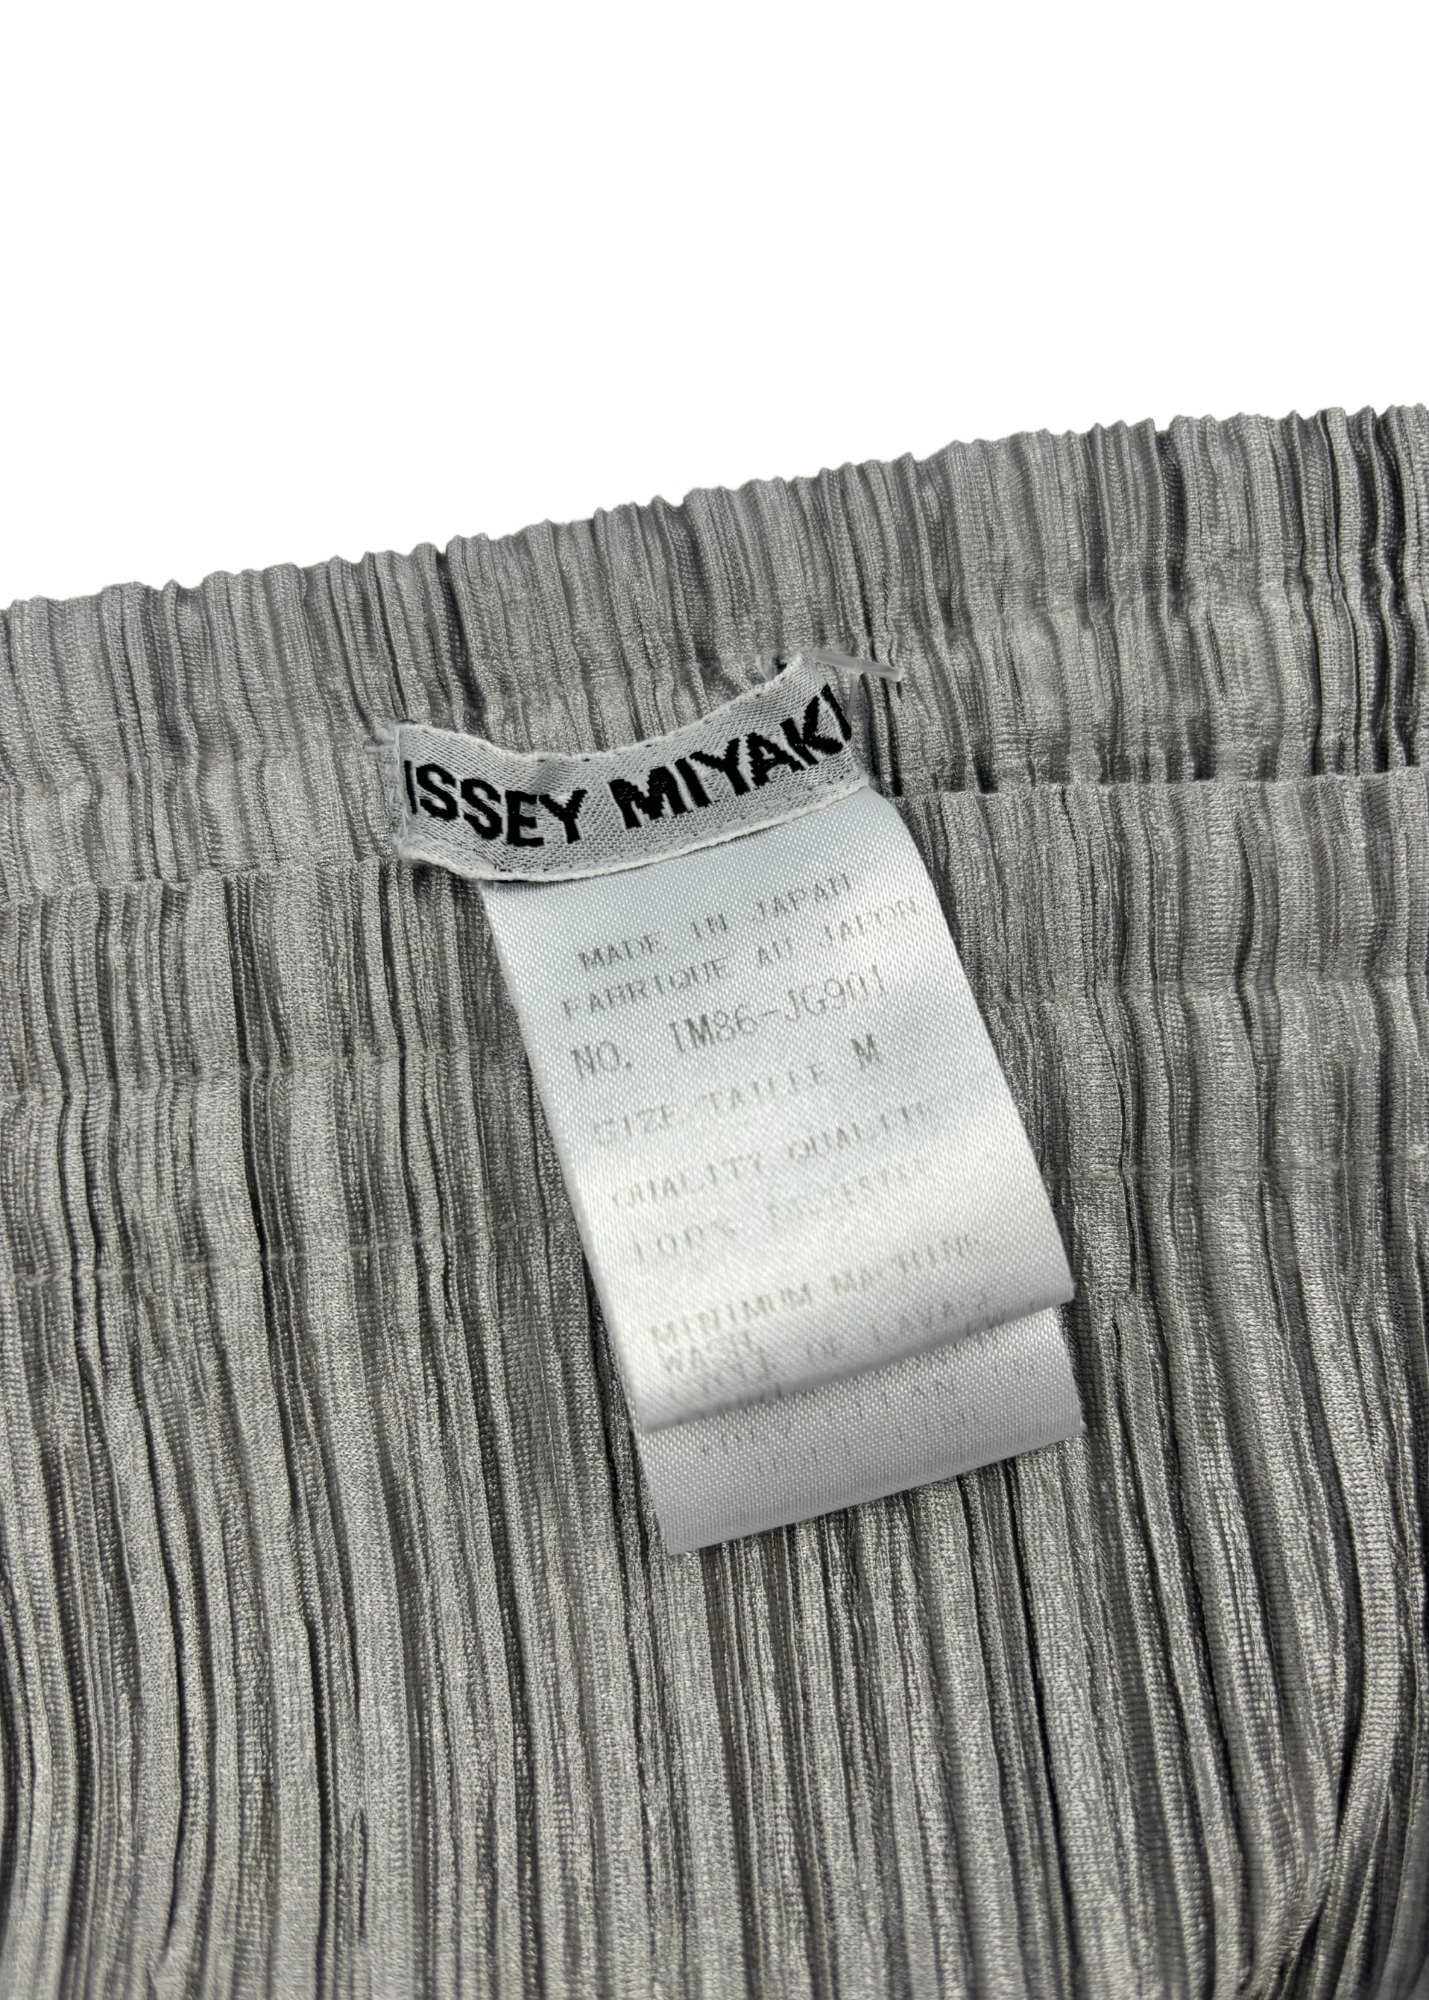 ISSEY MIYAKE
MADE IN JAPAN
FABRIQUE AU JAPON
NO. IM86-JG901
SIZE/TAILLE M
QUALITY QUALITE
100% POLYESTER
MINIMUM MACHINE
WASH